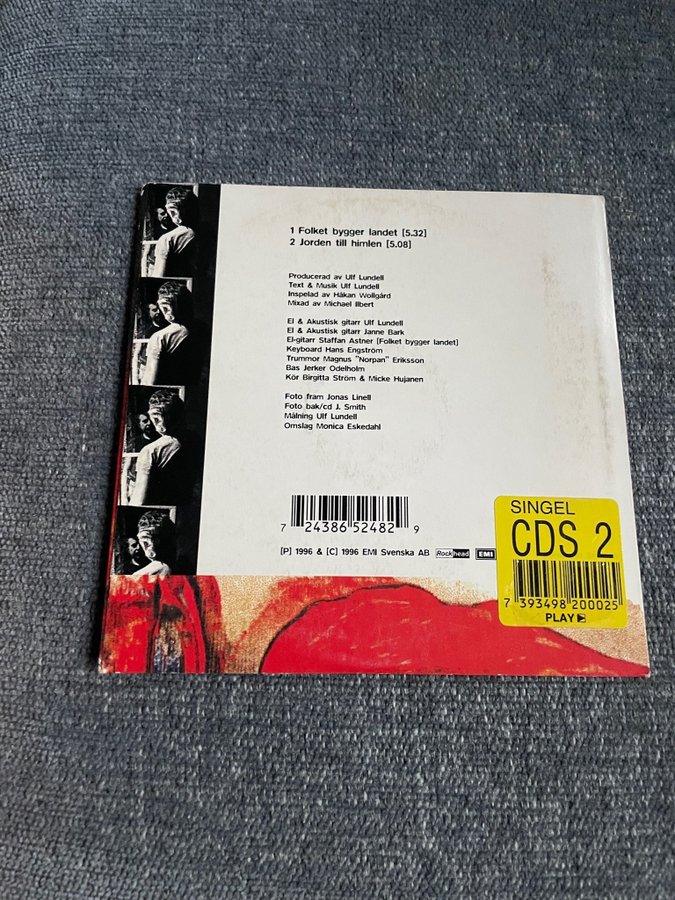 1 Folket bygger landet [5.32]
2 Jorden till himlen [5.08]
Producerad av Ulf Lundell
Text & Musik Ulf Lundell
Inspelad av Håkan Wollgård
Mixad av Michael Ilbert
El & Akustisk gitarr Ulf Lundell
El & Akustisk gitarr Janne Bark
El-gitarr Staffan Astner [Folket bygger landet]
Keyboard Hans Engström
Trummor Magnus "Norpan" Eriksson
Bas Jerker Odelholm
Kör Birgitta Ström & Micke Hujanen
Foto fram Jonas Linell
Foto bak/cd J. Smith
Målning Ulf Lundell
Omslag Monica Eskedahl
7 24386 52482 9
[P] 1996 & [C] 1996 EMI Svenska AB Rockhead EMI
SINGEL
CDS 2
7 393498 200025
PLAY